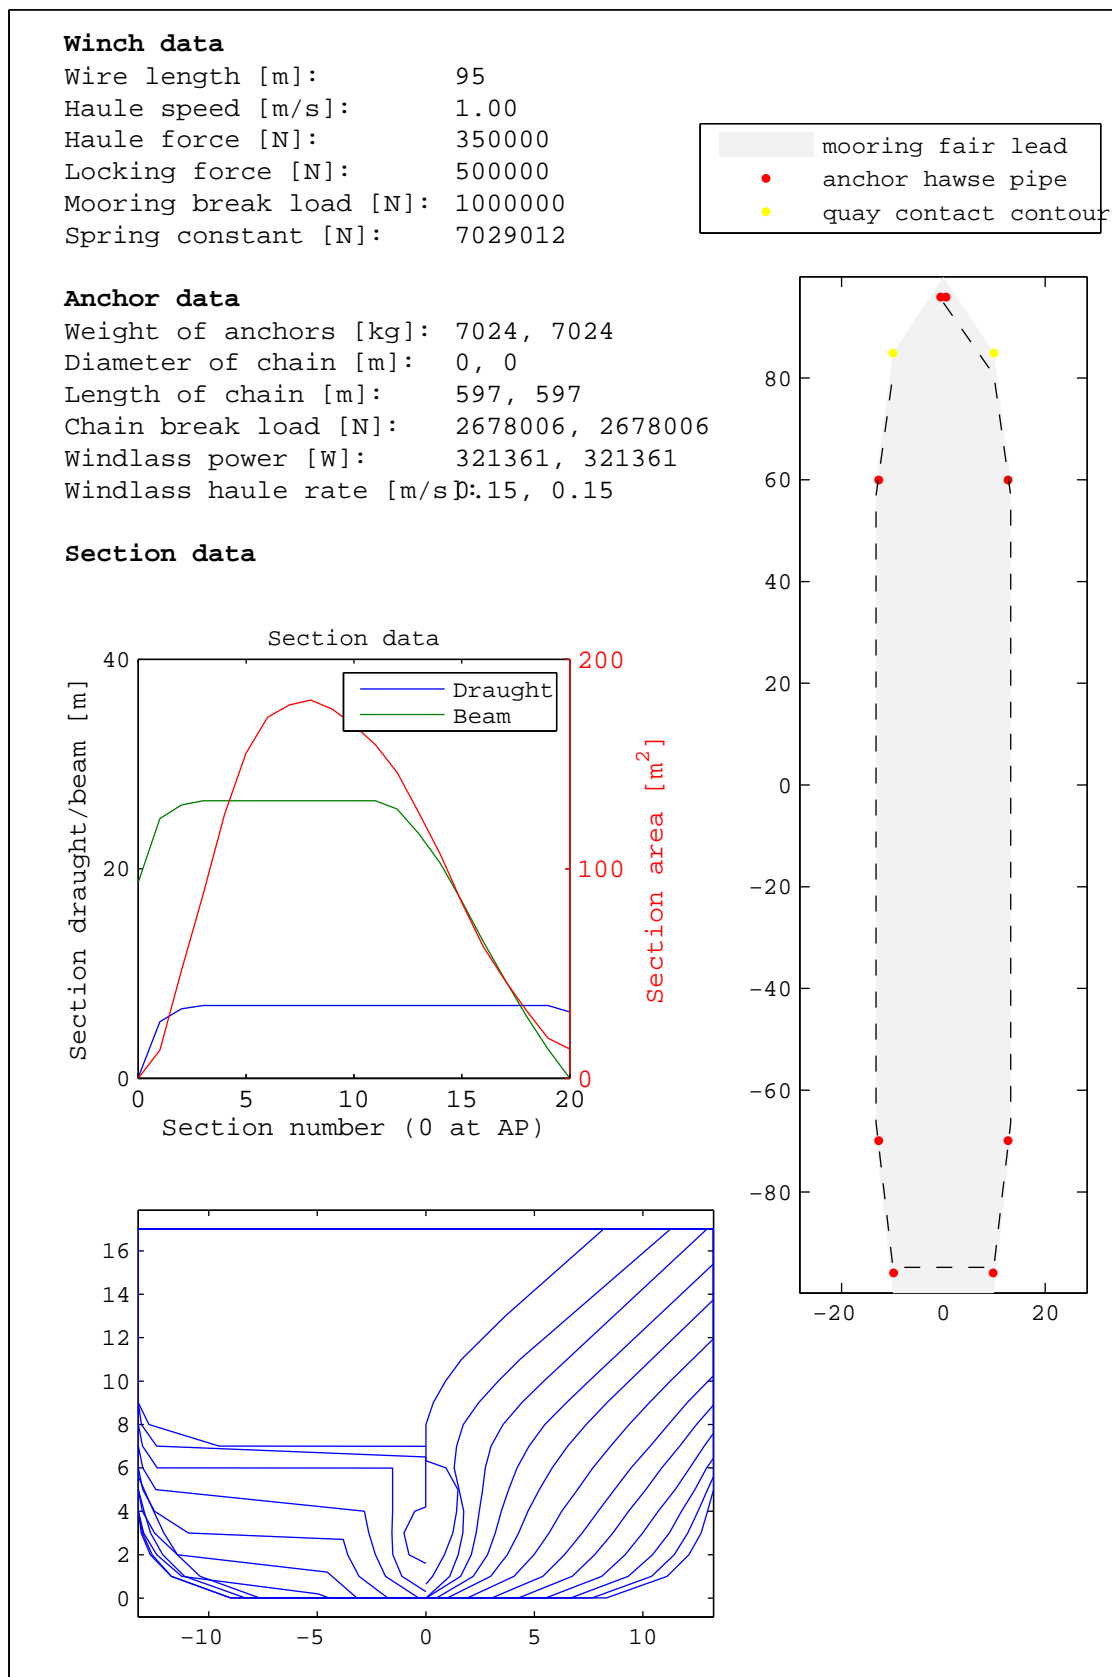 Winch data
Wire length [m]: 95
Haule speed [m/s]: 1.00
Haule force [N]: 350000
Locking force [N]: 500000
Mooring break load [N]: 1000000
Spring constant [N]: 7029012
mooring fair lead
anchor hawse pipe
quay contact contour
Anchor data
Weight of anchors [kg]: 7024, 7024
Diameter of chain [m]: 0, 0
Length of chain [m]: 597, 597
Chain break load [N]: 2678006, 2678006
Windlass power [W]: 321361, 321361
Windlass haule rate [m/s]: 0.15, 0.15
Section data
Section data
40
20
0
Section draught/beam [m]
Draught
Beam
200
100
0
Section area [m²]
0 5 10 15 20
Section number (0 at AP)
80
60
40
20
0
−20
−40
−60
−80
−20 0 20
16
14
12
10
8
6
4
2
0
−10 −5 0 5 10